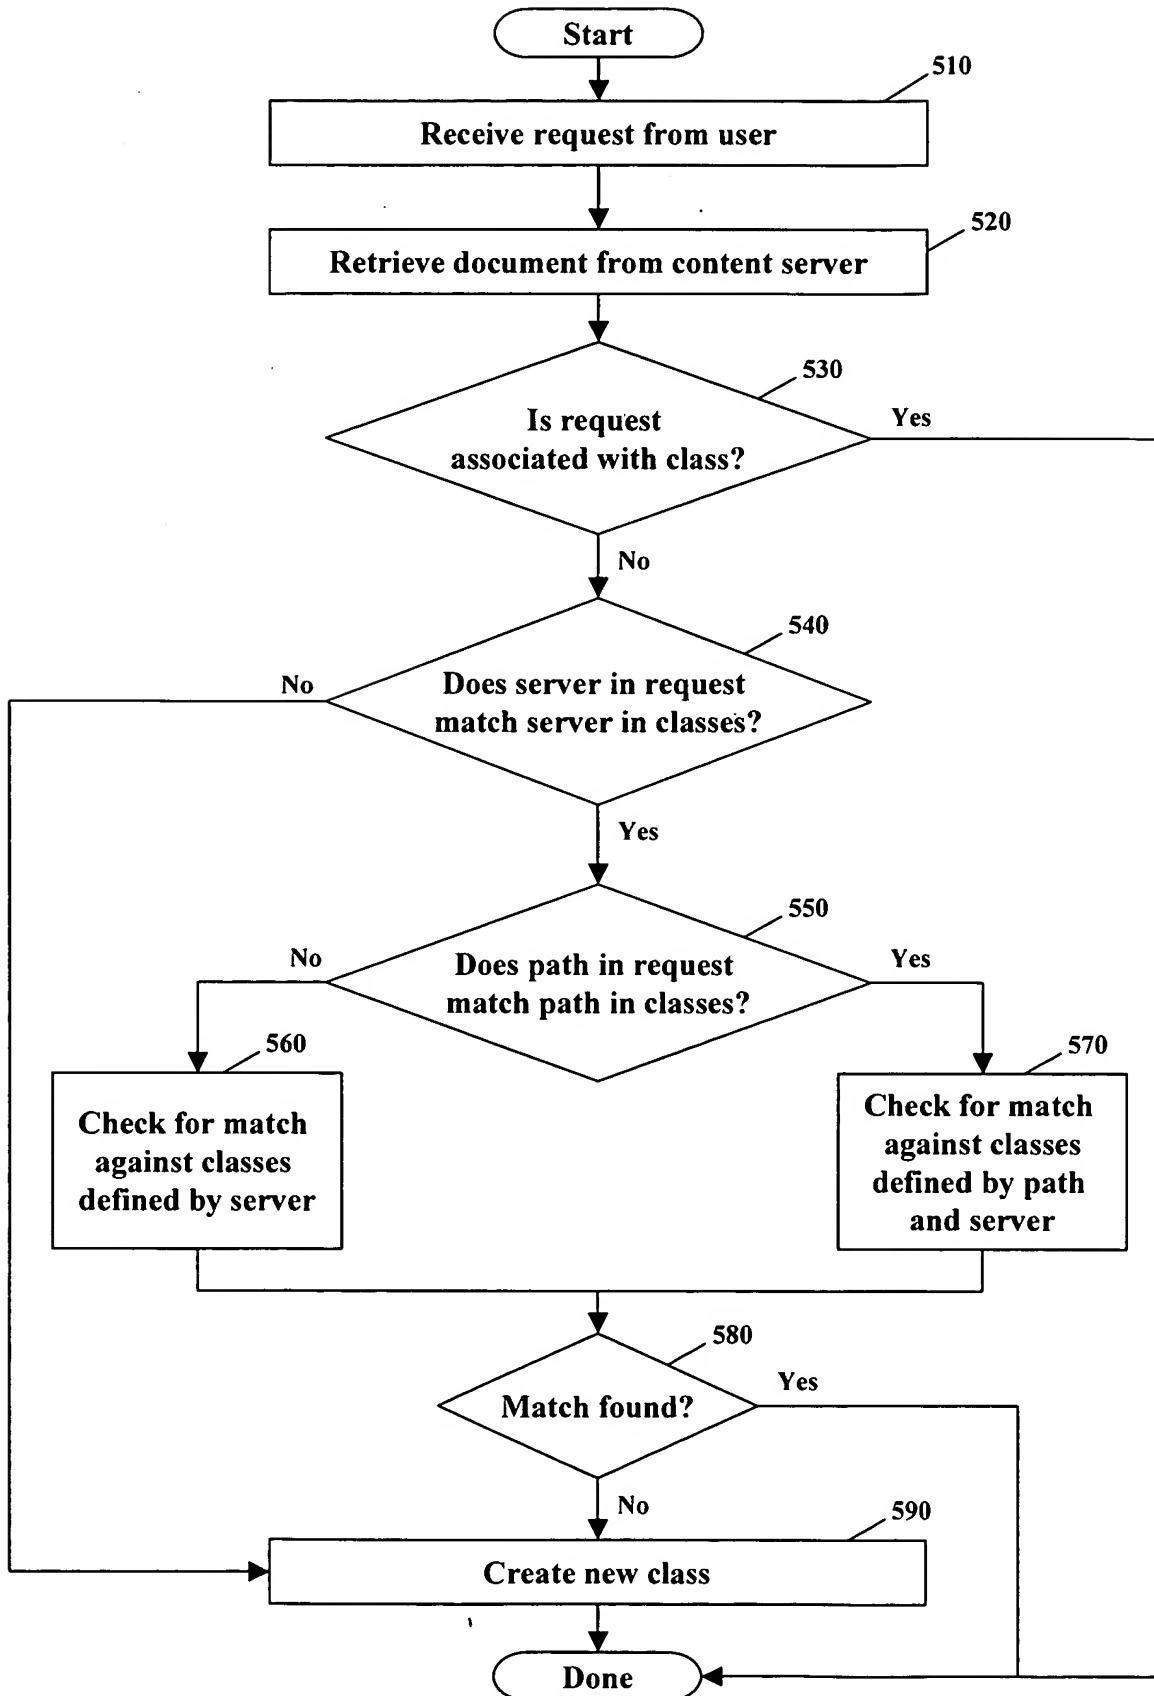 Start
510
Receive request from user
520
Retrieve document from content server
530
Is request
associated with class?
Yes
No
540
Does server in request
match server in classes?
No
Yes
550
Does path in request
match path in classes?
No
Yes
560
Check for match
against classes
defined by server
570
Check for match
against classes
defined by path
and server
580
Match found?
Yes
No
590
Create new class
Done